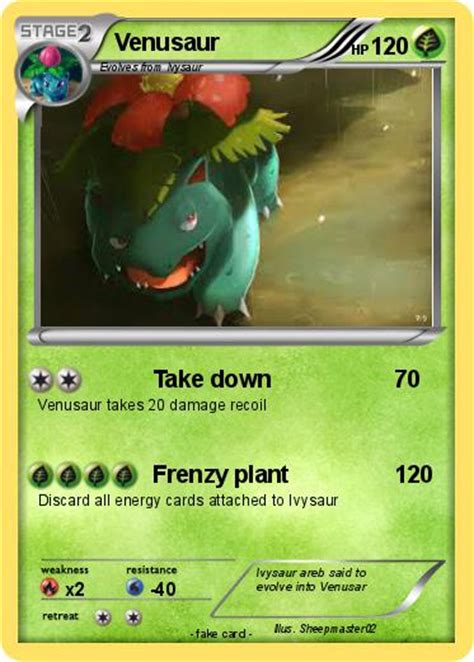 STAGE2 Venusaur HP 120
Evolves from Ivysaur
Take down 70
Venusaur takes 20 damage recoil
Frenzy plant 120
Discard all energy cards attached to Ivysaur
weakness resistance
x2 -40
retreat
Ivysaur areb said to
evolve into Venusar
- fake card - Illus. Sheepmaster02